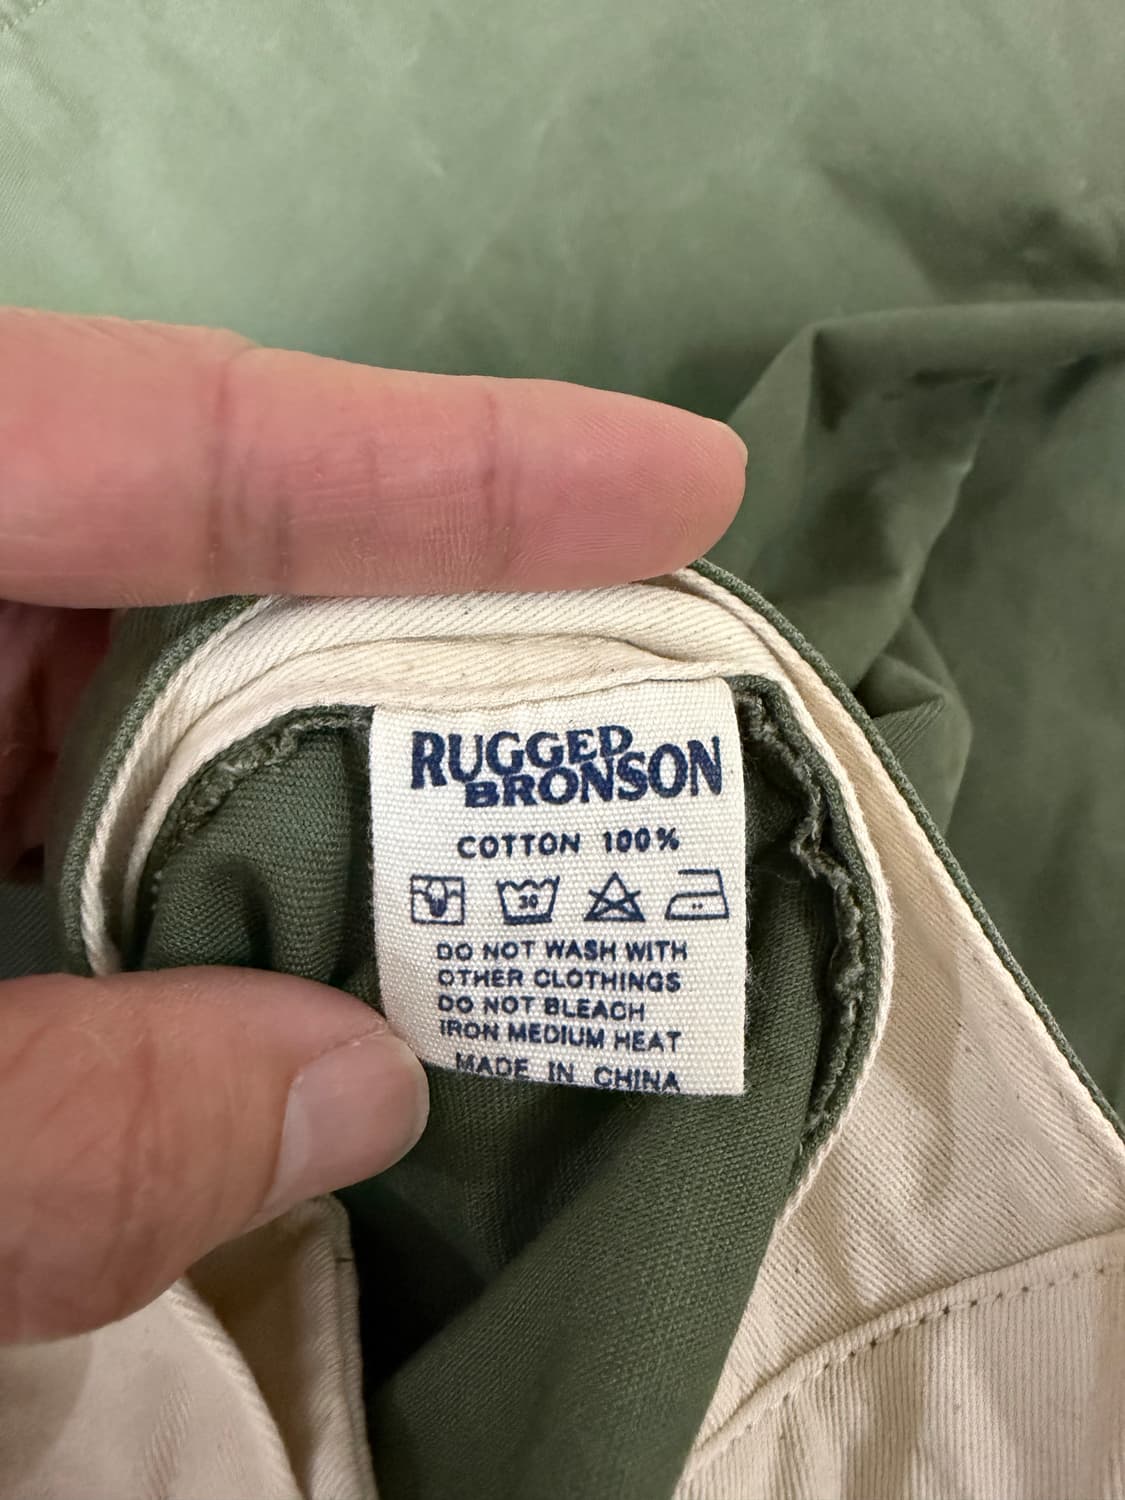 RUGGED
BRONSON
COTTON 100%
30
DO NOT WASH WITH
OTHER CLOTHINGS
DO NOT BLEACH
IRON MEDIUM HEAT
MADE IN CHINA